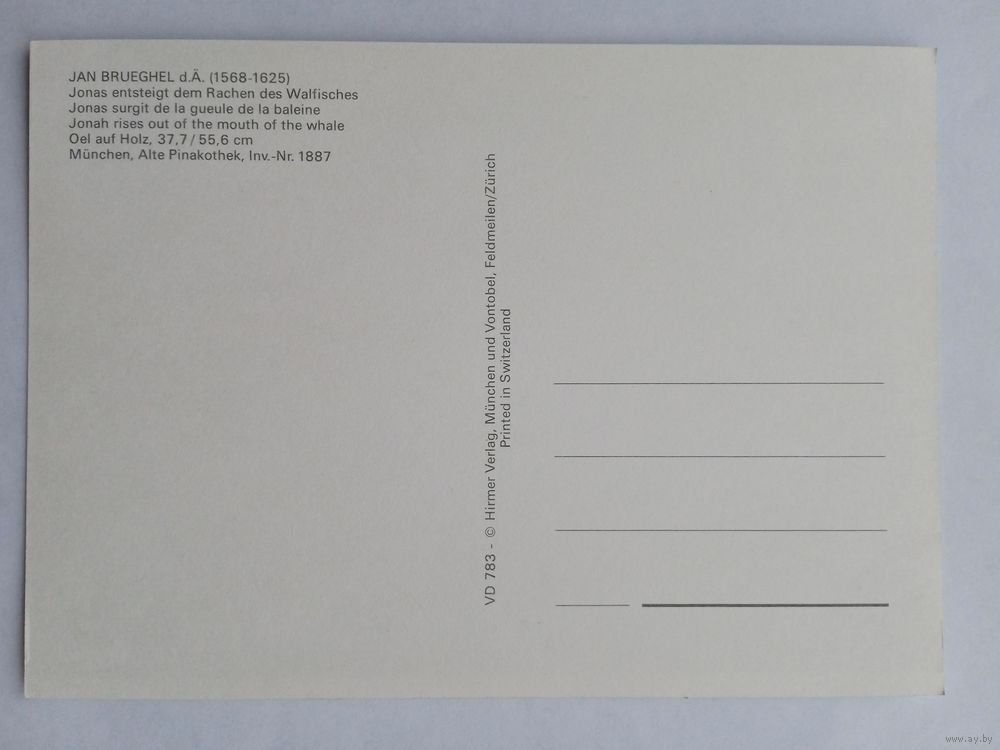 JAN BRUEGHEL d.Ä. (1568-1625)
Jonas entsteigt dem Rachen des Walfisches
Jonas surgit de la gueule de la baleine
Jonah rises out of the mouth of the whale
Oel auf Holz, 37,7 / 55,6 cm
München, Alte Pinakothek, Inv.-Nr. 1887
VD 783 - © Hirmer Verlag, München und Vontobel, Feldmeilen/Zürich
Printed in Switzerland
www.ay.by